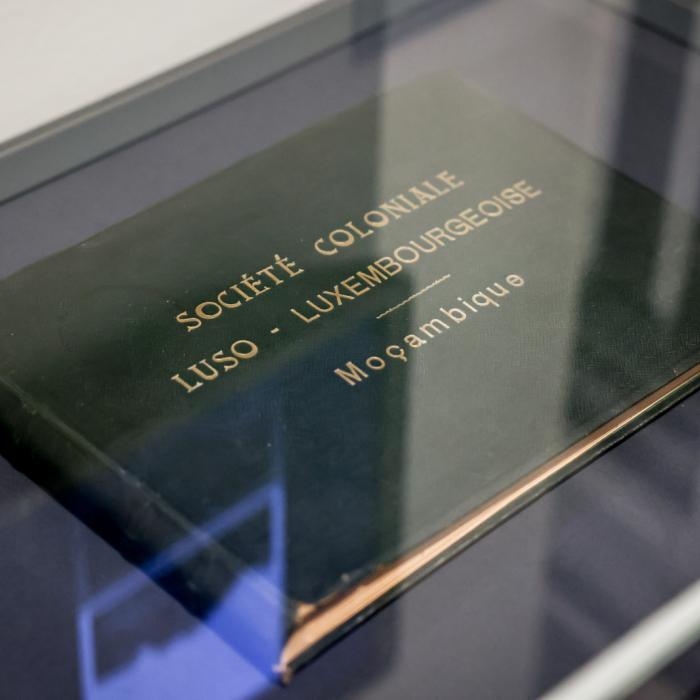 SOCIÉTÉ COLONIALE
LUSO - LUXEMBOURGEOISE
Moçambique